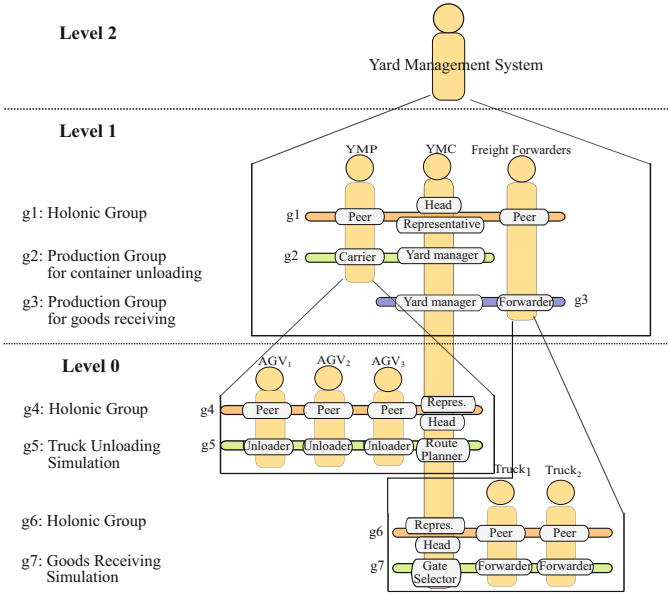 Level 2
Yard Management System
Level 1
YMP YMC Freight Forwarders
g1: Holonic Group
g1 Peer Head Representative Peer
g2: Production Group
for container unloading
g2 Carrier Yard manager
g3: Production Group
for goods receiving
Yard manager Forwarder g3
Level 0
AGV1 AGV2 AGV3
g4: Holonic Group
g4 Peer Peer Peer Repres. Head
g5: Truck Unloading
Simulation
g5 Unloader Unloader Unloader Route
Planner
Truck1 Truck2
g6: Holonic Group
g6 Repres. Head Peer Peer
g7: Goods Receiving
Simulation
g7 Gate
Selector Forwarder Forwarder